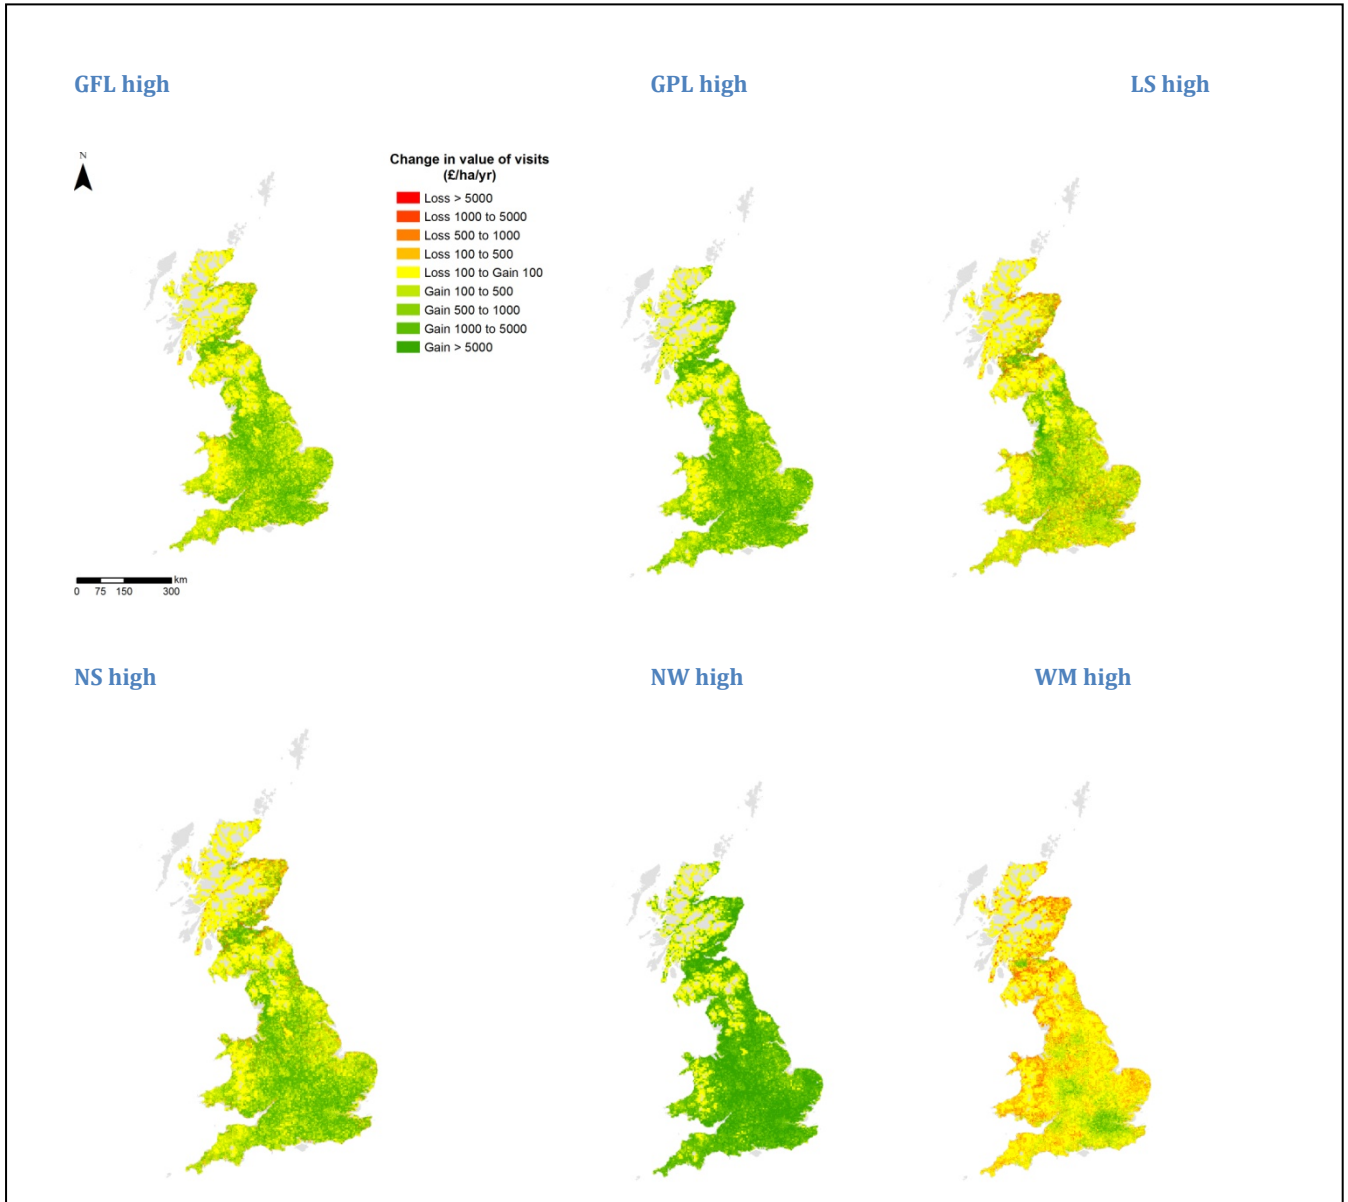 GFL high
GPL high
LS high
N
Change in value of visits
(£/ha/yr)
Loss > 5000
Loss 1000 to 5000
Loss 500 to 1000
Loss 100 to 500
Loss 100 to Gain 100
Gain 100 to 500
Gain 500 to 1000
Gain 1000 to 5000
Gain > 5000
km
0 75 150 300
NS high
NW high
WM high